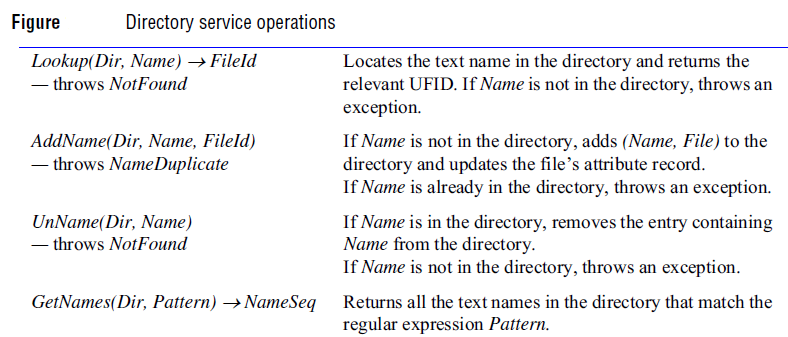 Figure Directory service operations
Lookup(Dir, Name) → FileId
— throws NotFound
Locates the text name in the directory and returns the
relevant UFID. If Name is not in the directory, throws an
exception.
AddName(Dir, Name, FileId)
— throws NameDuplicate
If Name is not in the directory, adds (Name, File) to the
directory and updates the file’s attribute record.
If Name is already in the directory, throws an exception.
UnName(Dir, Name)
— throws NotFound
If Name is in the directory, removes the entry containing
Name from the directory.
If Name is not in the directory, throws an exception.
GetNames(Dir, Pattern) → NameSeq
Returns all the text names in the directory that match the
regular expression Pattern.